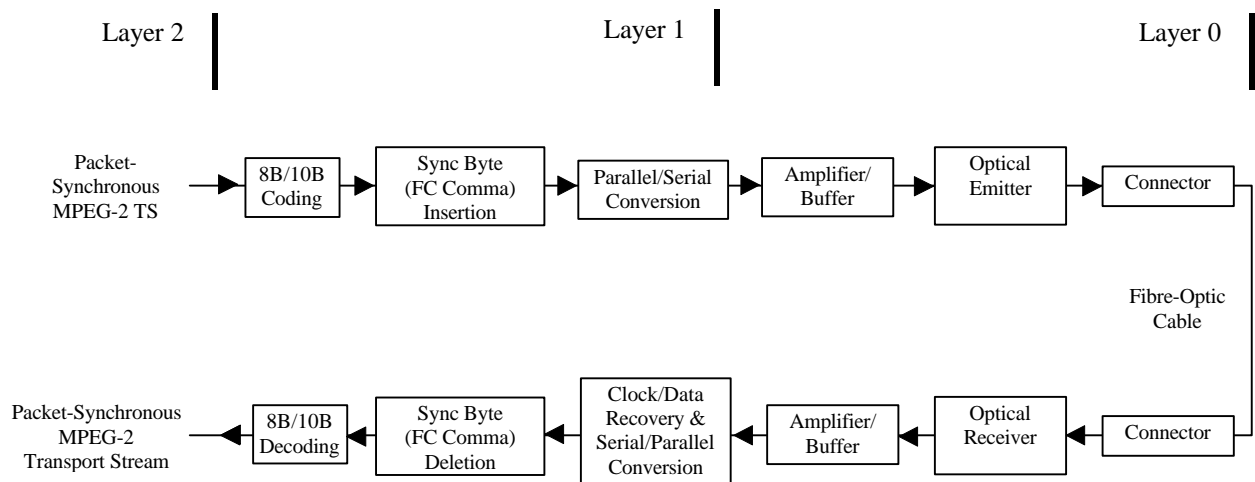 Layer 2
Layer 1
Layer 0
Packet-
Synchronous
MPEG-2 TS
8B/10B
Coding
Sync Byte
(FC Comma)
Insertion
Parallel/Serial
Conversion
Amplifier/
Buffer
Optical
Emitter
Connector
Fibre-Optic
Cable
Packet-Synchronous
MPEG-2
Transport Stream
8B/10B
Decoding
Sync Byte
(FC Comma)
Deletion
Clock/Data
Recovery &
Serial/Parallel
Conversion
Amplifier/
Buffer
Optical
Receiver
Connector